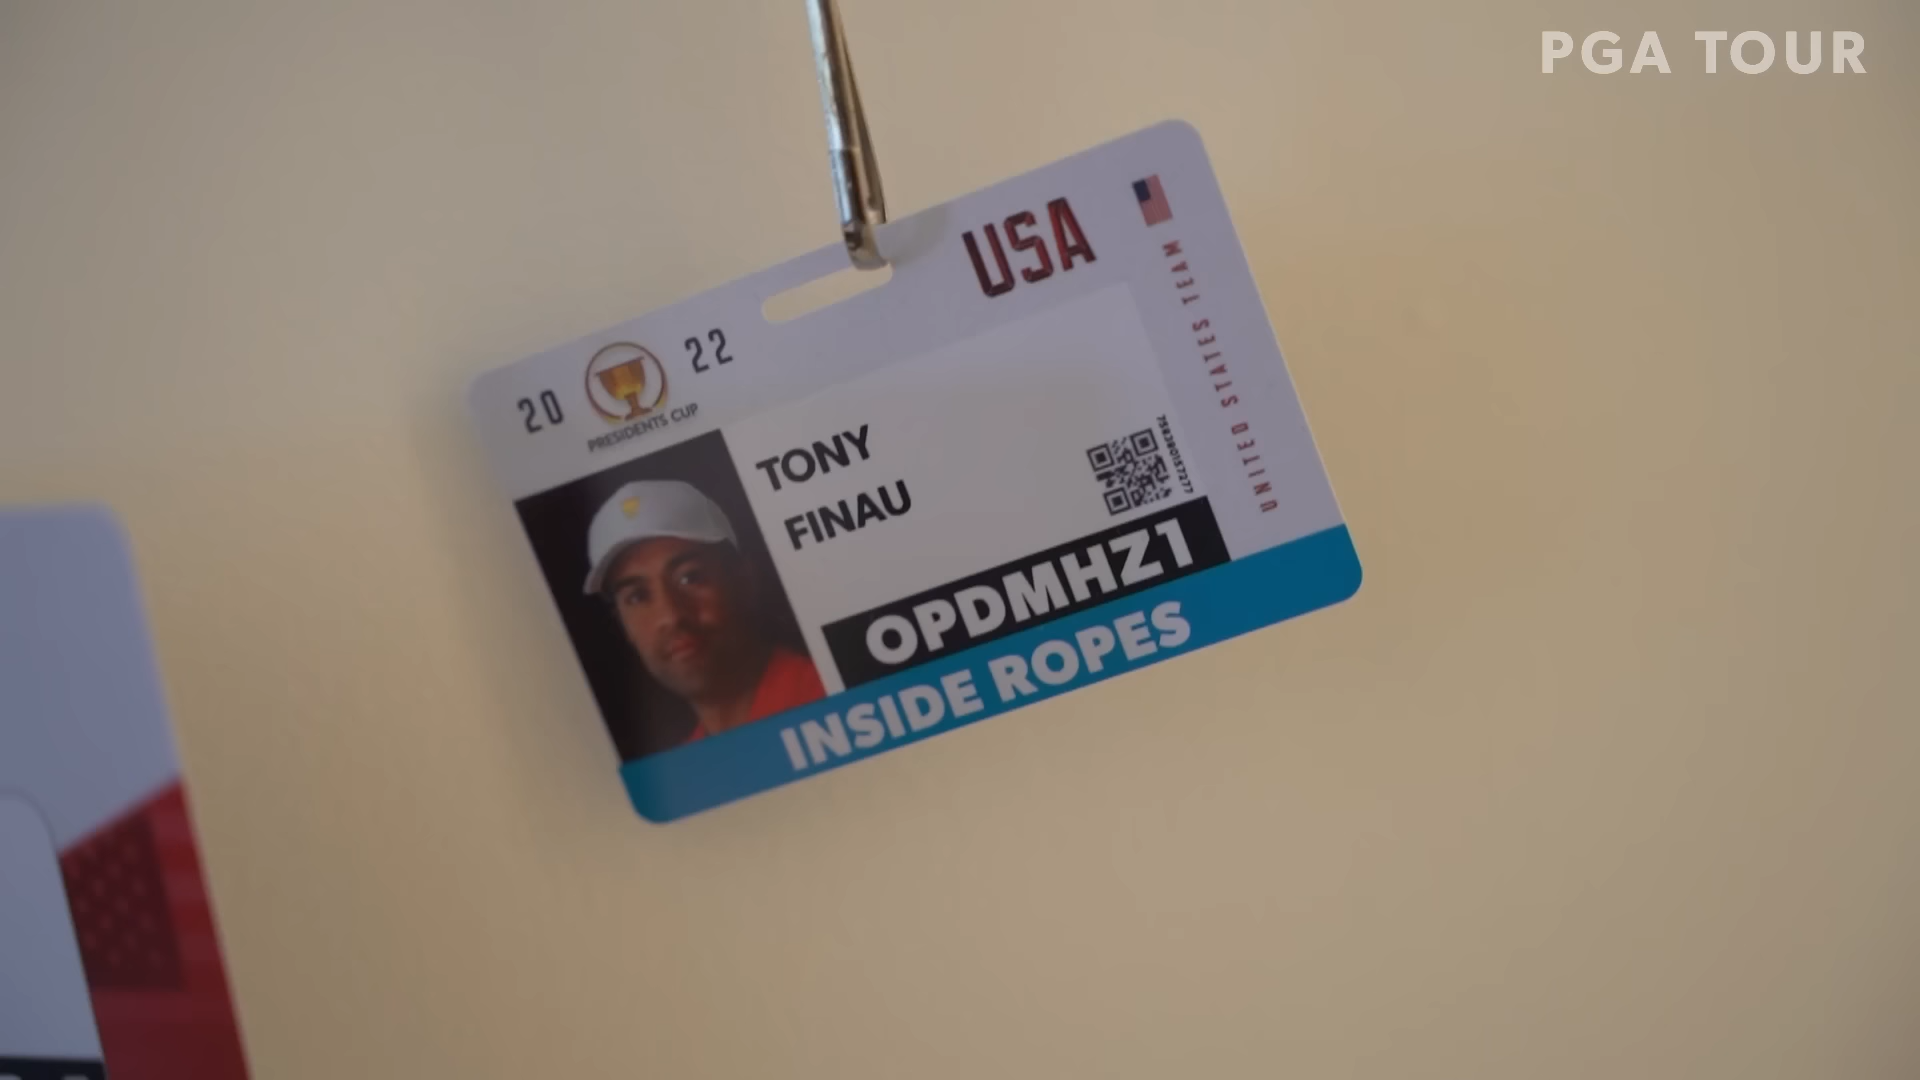 PGA TOUR
USA
20 22
PRESIDENTS CUP
UNITED STATES TEAM
TONY
FINAU
OPDMHZ1
INSIDE ROPES